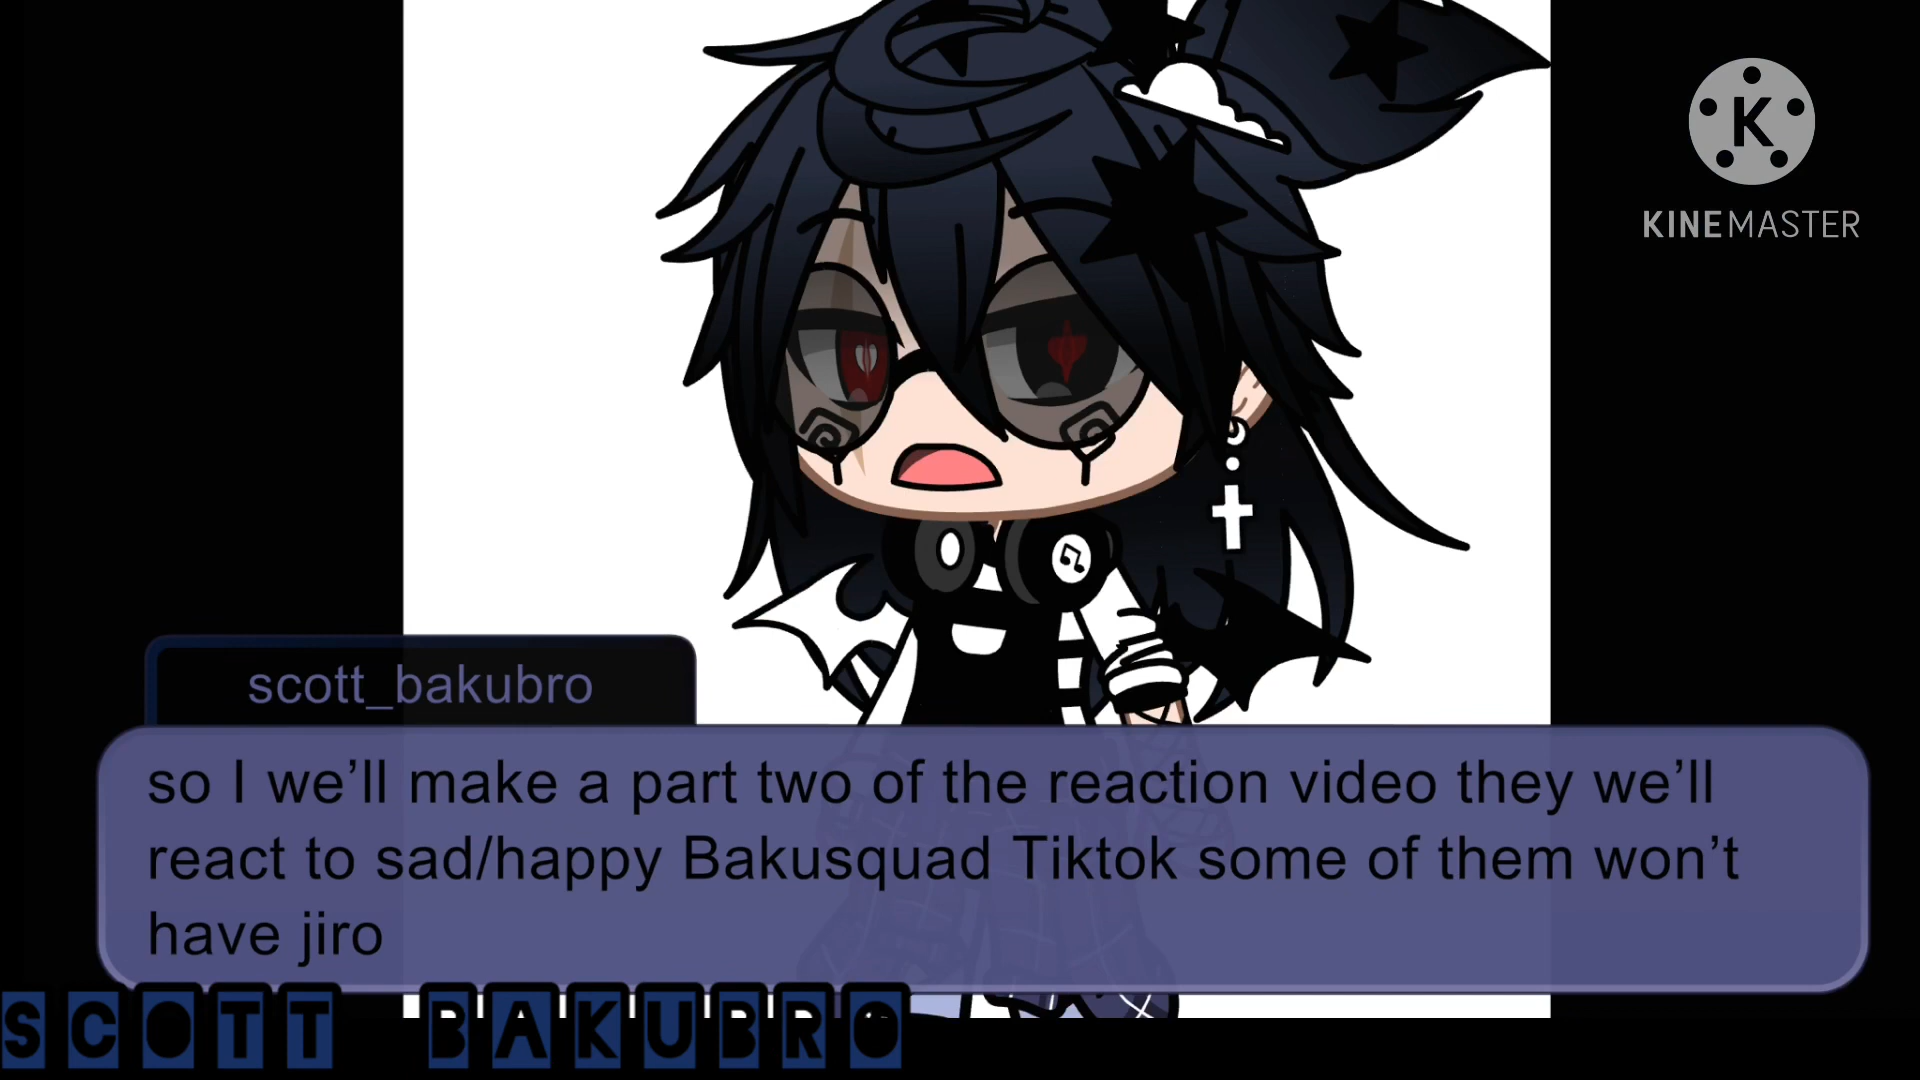 KINEMASTER
scott_bakubro
so I we’ll make a part two of the reaction video they we’ll
react to sad/happy Bakusquad Tiktok some of them won’t
have jiro
SCOTT BAKUBRO